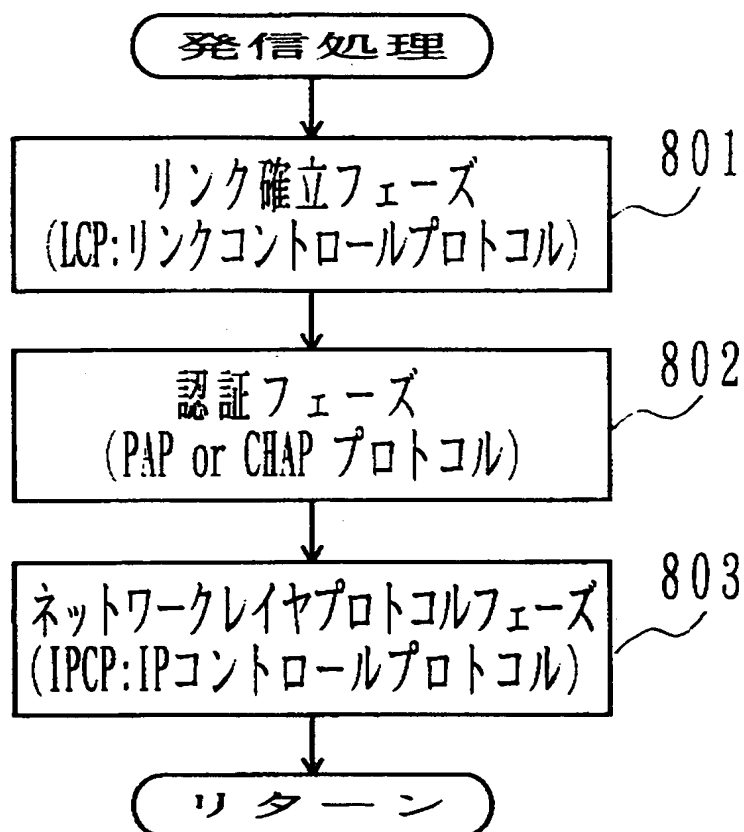 発信処理
801
リンク確立フェーズ
(LCP:リンクコントロールプロトコル)
802
認証フェーズ
(PAP or CHAP プロトコル)
803
ネットワークレイヤプロトコルフェーズ
(IPCP:IPコントロールプロトコル)
リターン